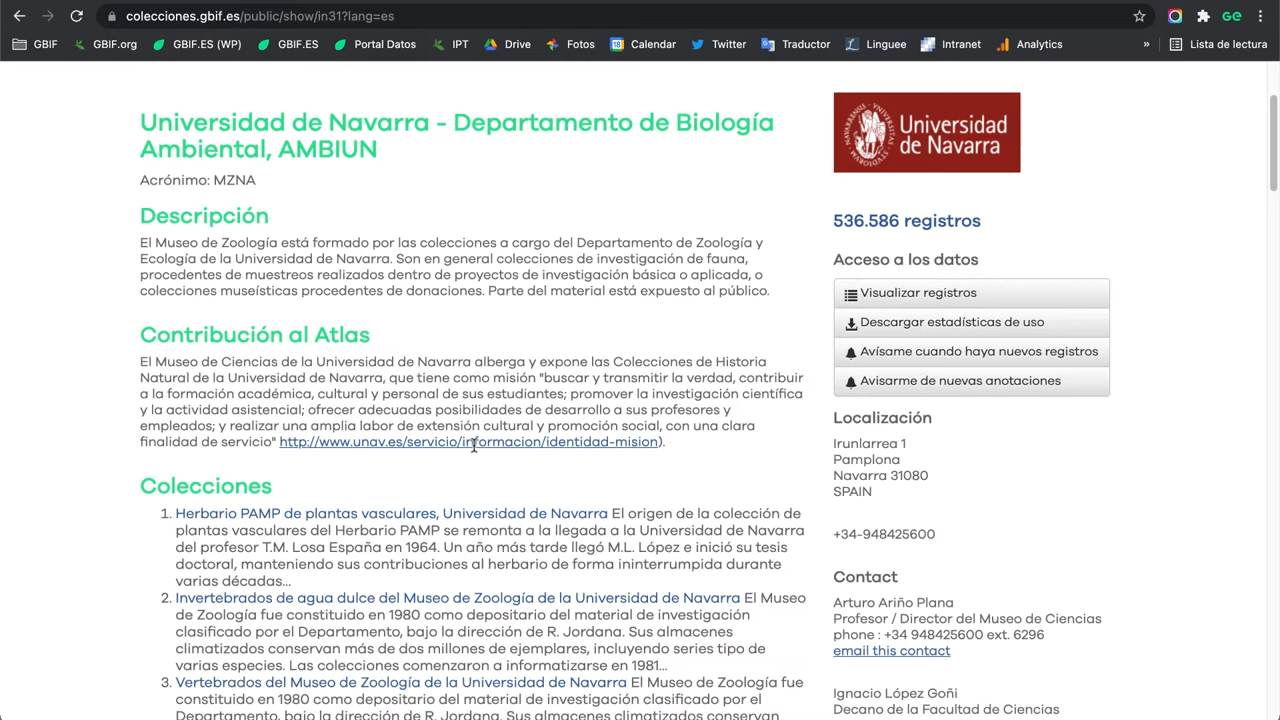 colecciones.gbif.es/public/show/in31?lang=es
GBIF GBIF.org GBIF.ES (WP) GBIF.ES Portal Datos IPT Drive Fotos 18 Calendar Twitter Traductor Linguee Intranet Analytics » Lista de lectura
Universidad de Navarra - Departamento de Biología
Ambiental, AMBIUN
Acrónimo: MZNA
Descripción
El Museo de Zoología está formado por las colecciones a cargo del Departamento de Zoología y
Ecología de la Universidad de Navarra. Son en general colecciones de investigación de fauna,
procedentes de muestreos realizados dentro de proyectos de investigación básica o aplicada, o
colecciones museísticas procedentes de donaciones. Parte del material está expuesto al público.
Contribución al Atlas
El Museo de Ciencias de la Universidad de Navarra alberga y expone las Colecciones de Historia
Natural de la Universidad de Navarra, que tiene como misión "buscar y transmitir la verdad, contribuir
a la formación académica, cultural y personal de sus estudiantes; promover la investigación científica
y la actividad asistencial; ofrecer adecuadas posibilidades de desarrollo a sus profesores y
empleados; y realizar una amplia labor de extensión cultural y promoción social, con una clara
finalidad de servicio" http://www.unav.es/servicio/informacion/identidad-mision).
Colecciones
1. Herbario PAMP de plantas vasculares, Universidad de Navarra El origen de la colección de
plantas vasculares del Herbario PAMP se remonta a la llegada a la Universidad de Navarra
del profesor T.M. Losa España en 1964. Un año más tarde llegó M.L. López e inició su tesis
doctoral, manteniendo sus contribuciones al herbario de forma ininterrumpida durante
varias décadas...
2. Invertebrados de agua dulce del Museo de Zoología de la Universidad de Navarra El Museo
de Zoología fue constituido en 1980 como depositario del material de investigación
clasificado por el Departamento, bajo la dirección de R. Jordana. Sus almacenes
climatizados conservan más de dos millones de ejemplares, incluyendo series tipo de
varias especies. Las colecciones comenzaron a informatizarse en 1981...
3. Vertebrados del Museo de Zoología de la Universidad de Navarra El Museo de Zoología fue
constituido en 1980 como depositario del material de investigación clasificado por el
Departamento, bajo la dirección de R. Jordana. Sus almacenes climatizados conservan
Universidad
de Navarra
536.586 registros
Acceso a los datos
Visualizar registros
Descargar estadísticas de uso
Avísame cuando haya nuevos registros
Avisarme de nuevas anotaciones
Localización
Irunlarrea 1
Pamplona
Navarra 31080
SPAIN
+34-948425600
Contact
Arturo Ariño Plana
Profesor / Director del Museo de Ciencias
phone : +34 948425600 ext. 6296
email this contact
Ignacio López Goñi
Decano de la Facultad de Ciencias